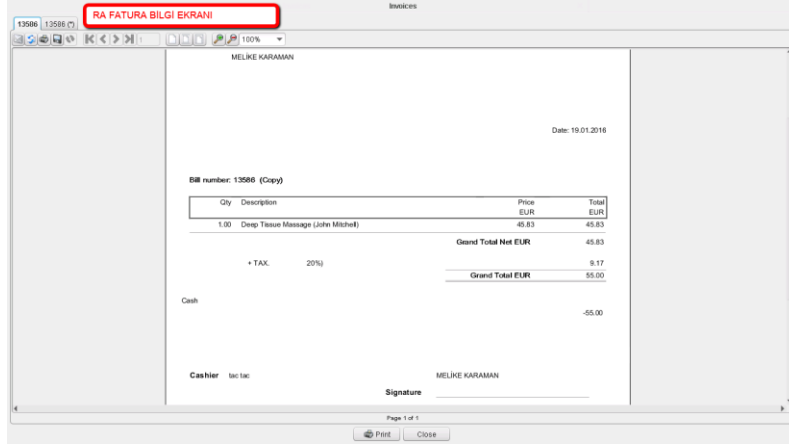 Invoices
RA FATURA BİLGİ EKRANI
13586 13586 (*)
100%
MELİKE KARAMAN
Date: 19.01.2016
Bill number: 13586 (Copy)
Qty Description Price Total
EUR EUR
1.00 Deep Tissue Massage (John Mitchell) 45.83 45.83
Grand Total Net EUR 45.83
+ TAX. 20%) 9.17
Grand Total EUR 55.00
Cash
-55.00
Cashier tac tac MELİKE KARAMAN
Signature
Page 1 of 1
Print Close